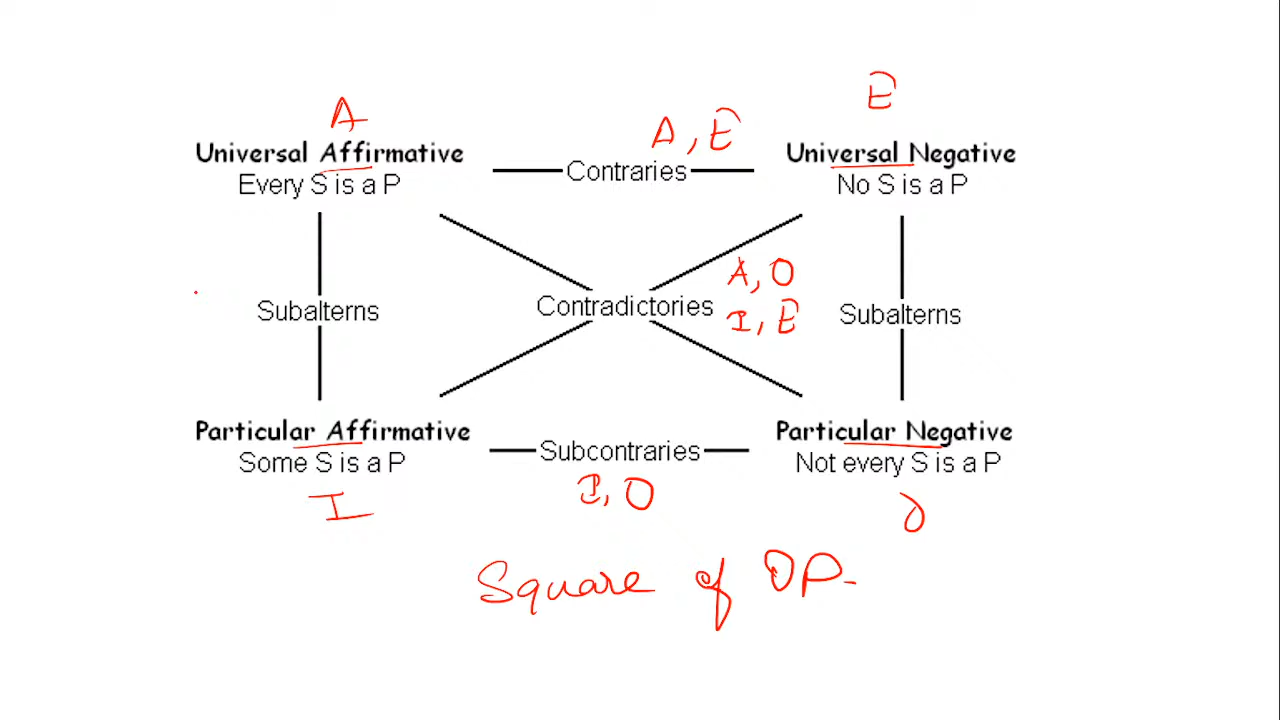 A
E
A, E
Universal Affirmative
Contraries
Universal Negative
Every S is a P
No S is a P
A, O
Subalterns
Contradictories
I, E
Subalterns
Particular Affirmative
Subcontraries
Particular Negative
Some S is a P
Not every S is a P
I
I, O
O
Square of OP.